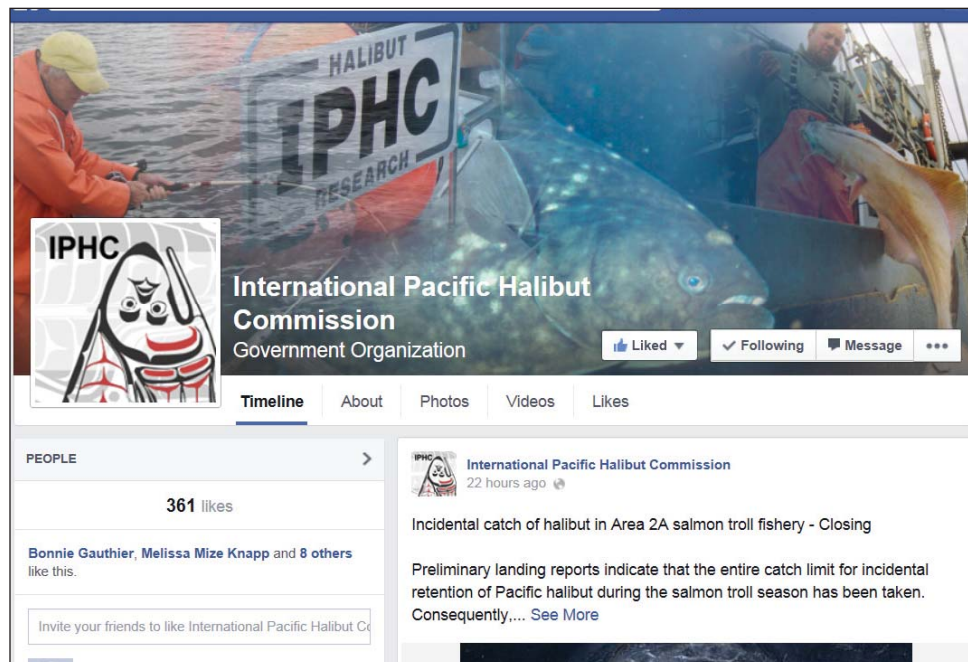 HALIBUT
IPHC
RESEARCH
IPHC
International Pacific Halibut
Commission
Government Organization
Liked
Following
Message
Timeline
About
Photos
Videos
Likes
PEOPLE
361 likes
Bonnie Gauthier, Melissa Mize Knapp and 8 others
like this.
Invite your friends to like International Pacific Halibut Co
IPHC
International Pacific Halibut Commission
22 hours ago
Incidental catch of halibut in Area 2A salmon troll fishery - Closing
Preliminary landing reports indicate that the entire catch limit for incidental
retention of Pacific halibut during the salmon troll season has been taken.
Consequently,... See More